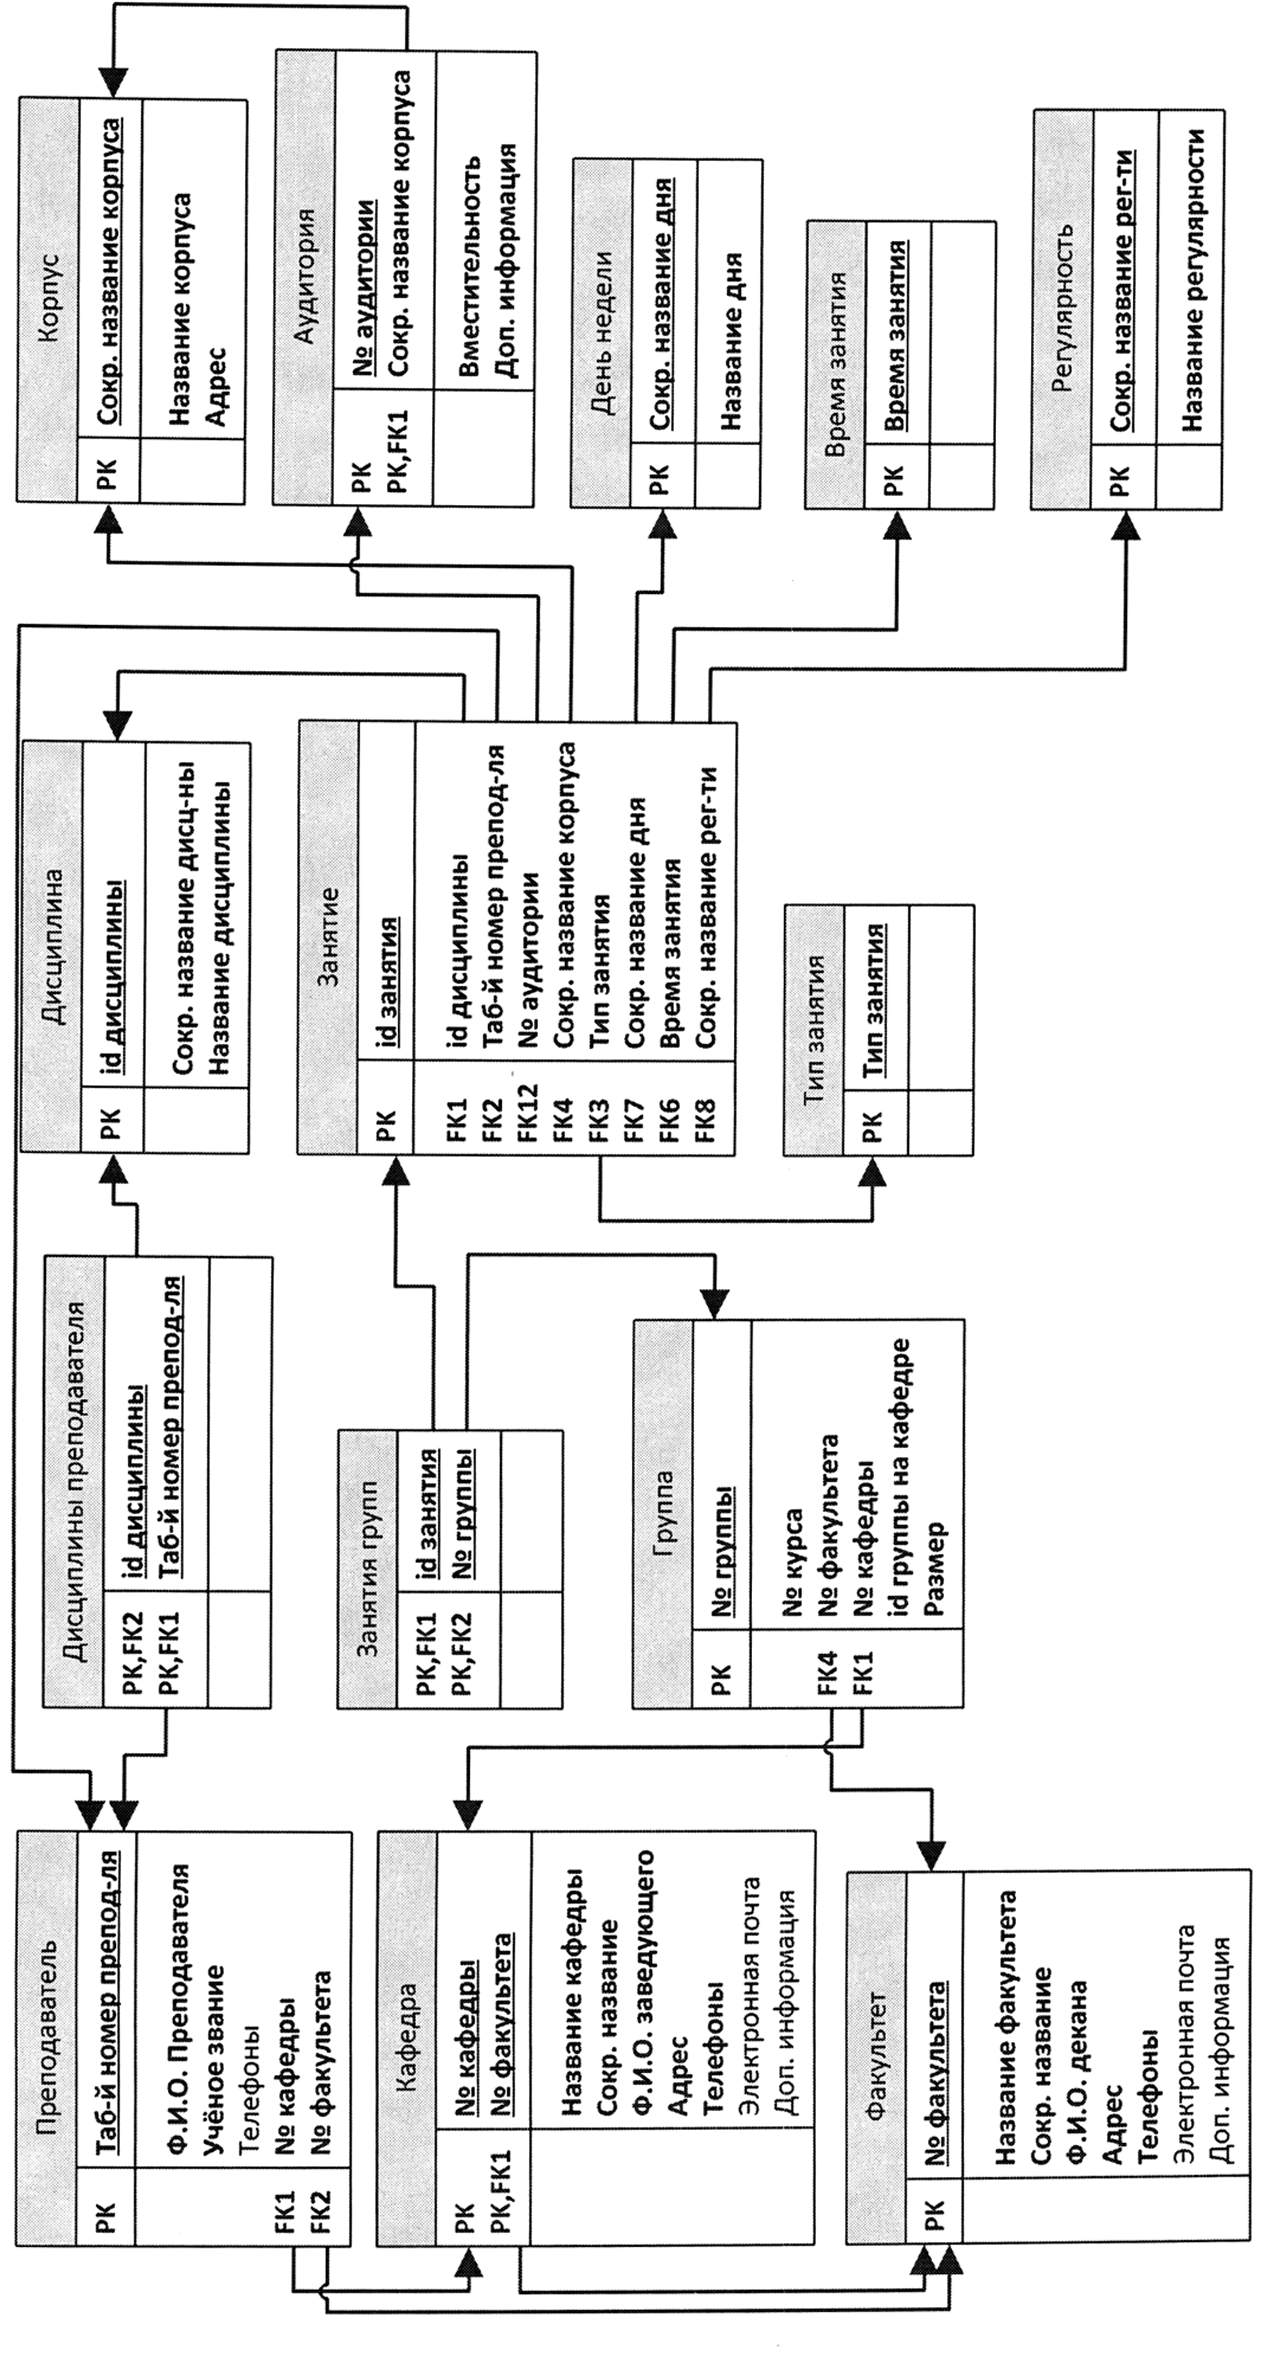 Преподаватель
PK
Таб-й номер препод-ля
Ф.И.О. Преподавателя
Учёное звание
Телефоны
FK1
№ кафедры
FK2
№ факультета
Кафедра
PK
№ кафедры
PK,FK1
№ факультета
Название кафедры
Сокр. название
Ф.И.О. заведующего
Адрес
Телефоны
Электронная почта
Доп. информация
Факультет
PK
№ факультета
Название факультета
Сокр. название
Ф.И.О. декана
Адрес
Телефоны
Электронная почта
Доп. информация
Дисциплины преподавателя
PK,FK2
id дисциплины
PK,FK1
Таб-й номер препод-ля
Занятия групп
PK,FK1
id занятия
PK,FK2
№ группы
Группа
PK
№ группы
№ курса
FK4
№ факультета
FK1
№ кафедры
id группы на кафедре
Размер
Дисциплина
PK
id дисциплины
Сокр. название дисц-ны
Название дисциплины
Занятие
PK
id занятия
FK1
id дисциплины
FK2
Таб-й номер препод-ля
FK12
№ аудитории
FK4
Сокр. название корпуса
FK3
Тип занятия
FK7
Сокр. название дня
FK6
Время занятия
FK8
Сокр. название рег-ти
Тип занятия
PK
Тип занятия
Корпус
PK
Сокр. название корпуса
Название корпуса
Адрес
Аудитория
PK
№ аудитории
PK,FK1
Сокр. название корпуса
Вместительность
Доп. информация
День недели
PK
Сокр. название дня
Название дня
Время занятия
PK
Время занятия
Регулярность
PK
Сокр. название рег-ти
Название регулярности